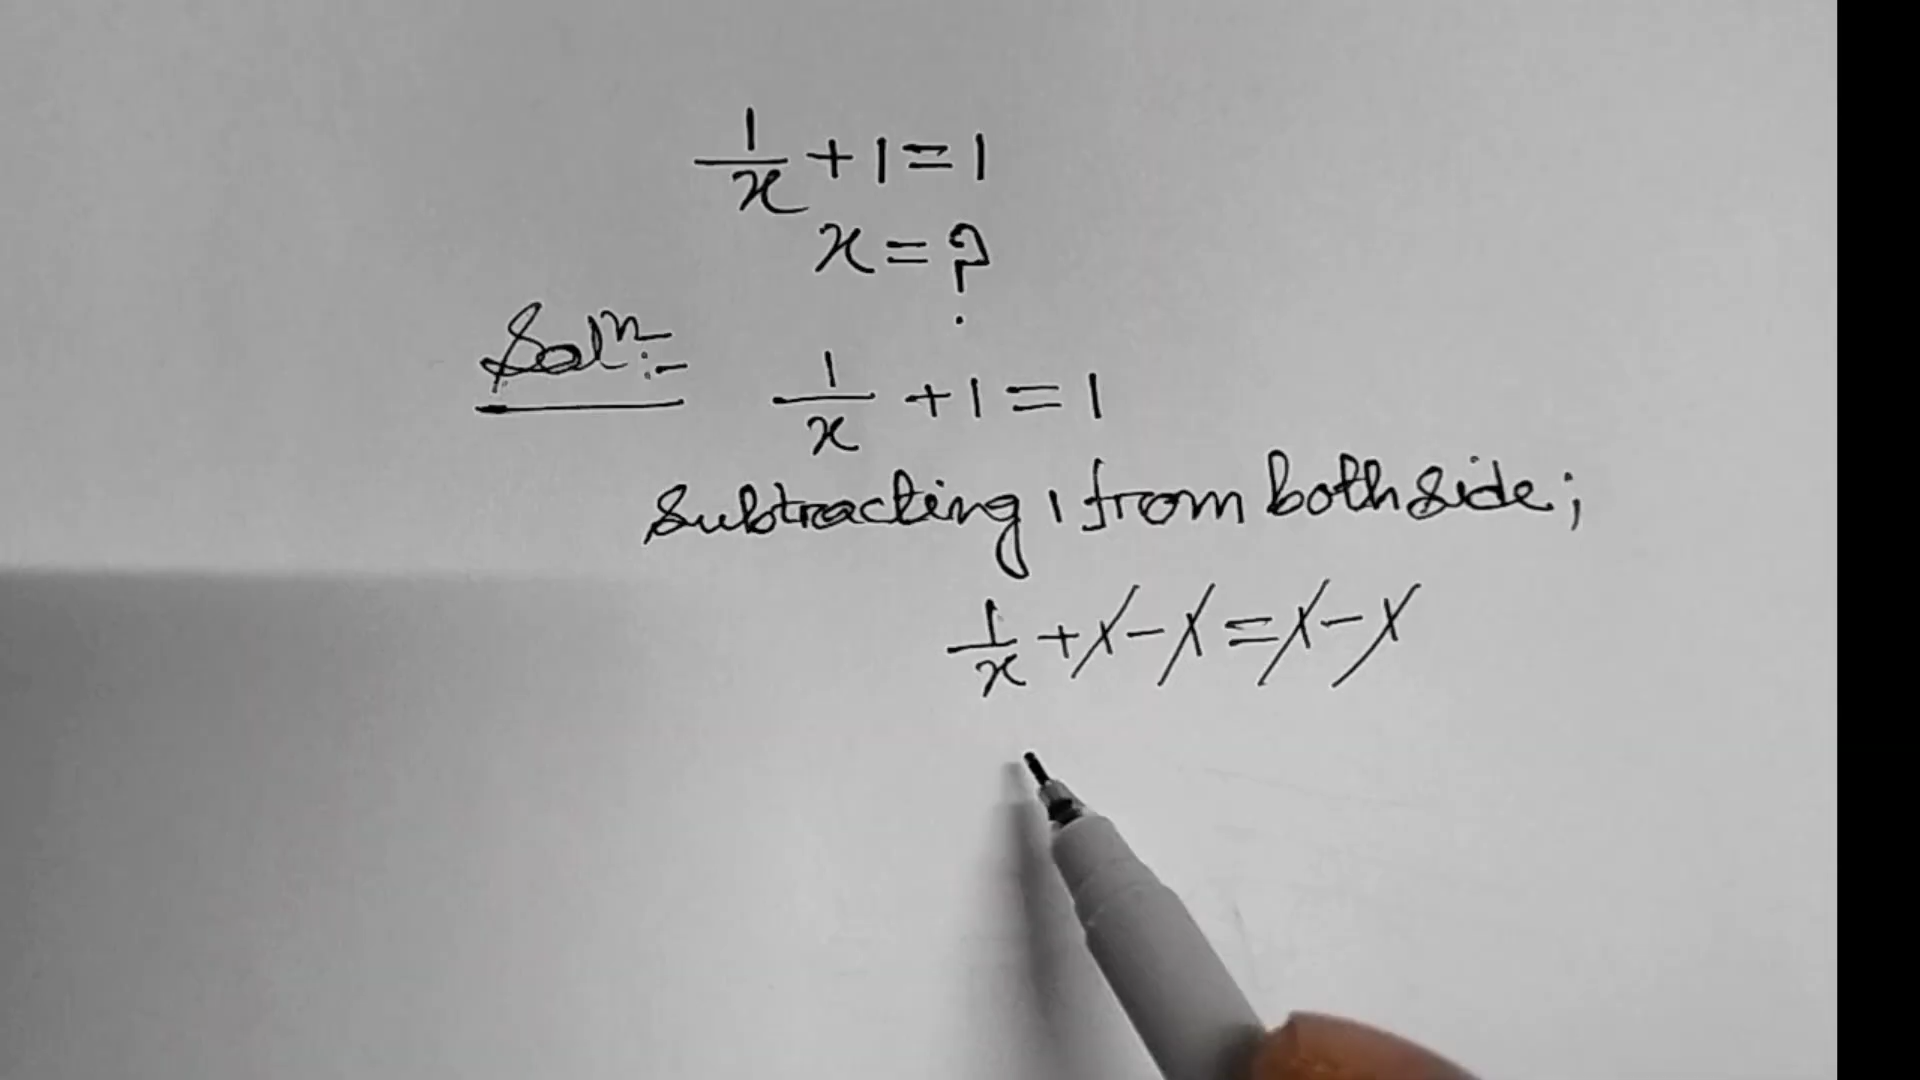 1/x + 1 = 1
x = ?
Solⁿ:-
1/x + 1 = 1
Subtracting 1 from both side;
1/x + 1 - 1 = 1 - 1